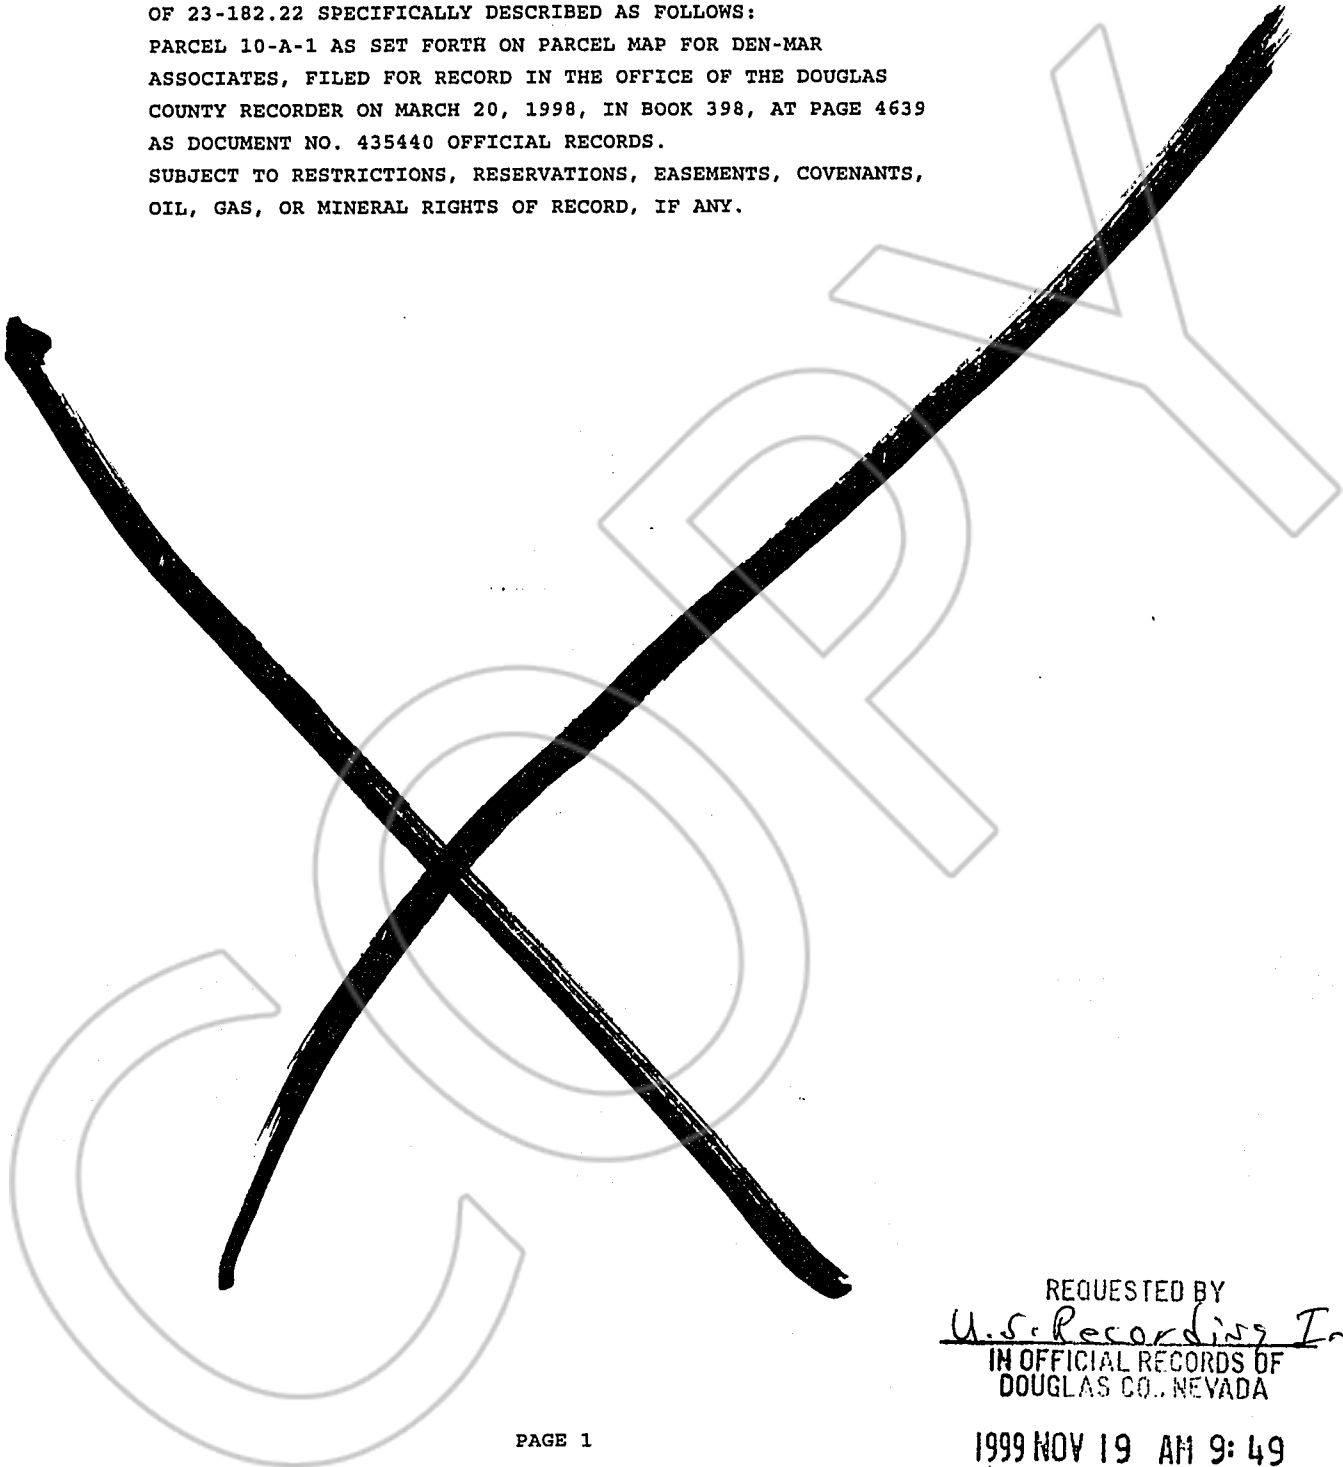 OF 23-182.22 SPECIFICALLY DESCRIBED AS FOLLOWS:
PARCEL 10-A-1 AS SET FORTH ON PARCEL MAP FOR DEN-MAR
ASSOCIATES, FILED FOR RECORD IN THE OFFICE OF THE DOUGLAS
COUNTY RECORDER ON MARCH 20, 1998, IN BOOK 398, AT PAGE 4639
AS DOCUMENT NO. 435440 OFFICIAL RECORDS.
SUBJECT TO RESTRICTIONS, RESERVATIONS, EASEMENTS, COVENANTS,
OIL, GAS, OR MINERAL RIGHTS OF RECORD, IF ANY.
COPY
REQUESTED BY
U.S. Recording
IN OFFICIAL RECORDS OF
DOUGLAS CO., NEVADA
PAGE 1
1999 NOV 19 AM 9:49